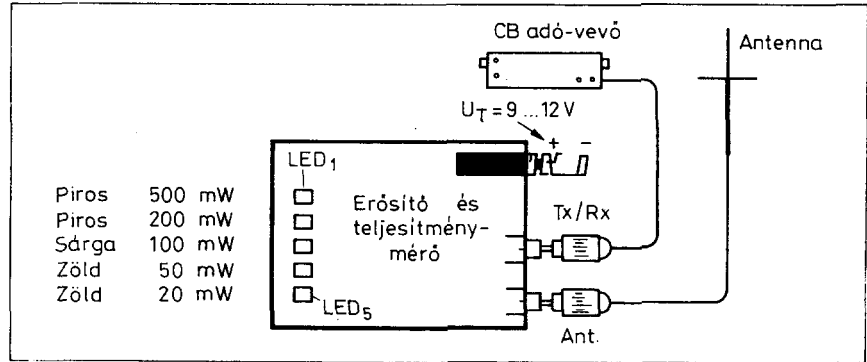 CB adó-vevő
Antenna
U_T = 9 ... 12 V
+ −
LED₁
Piros 500 mW
Piros 200 mW
Sárga 100 mW
Zöld 50 mW
Zöld 20 mW
Erősítő és
teljesítmény-
mérő
Tx/Rx
LED₅
Ant.